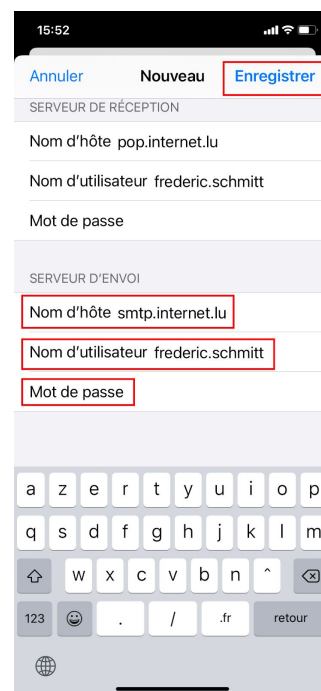 15:52
Annuler Nouveau Enregistrer
SERVEUR DE RÉCEPTION
Nom d'hôte pop.internet.lu
Nom d'utilisateur frederic.schmitt
Mot de passe
SERVEUR D'ENVOI
Nom d'hôte smtp.internet.lu
Nom d'utilisateur frederic.schmitt
Mot de passe
a z e r t y u i o p
q s d f g h j k l m
w x c v b n ^
123 . / .fr retour